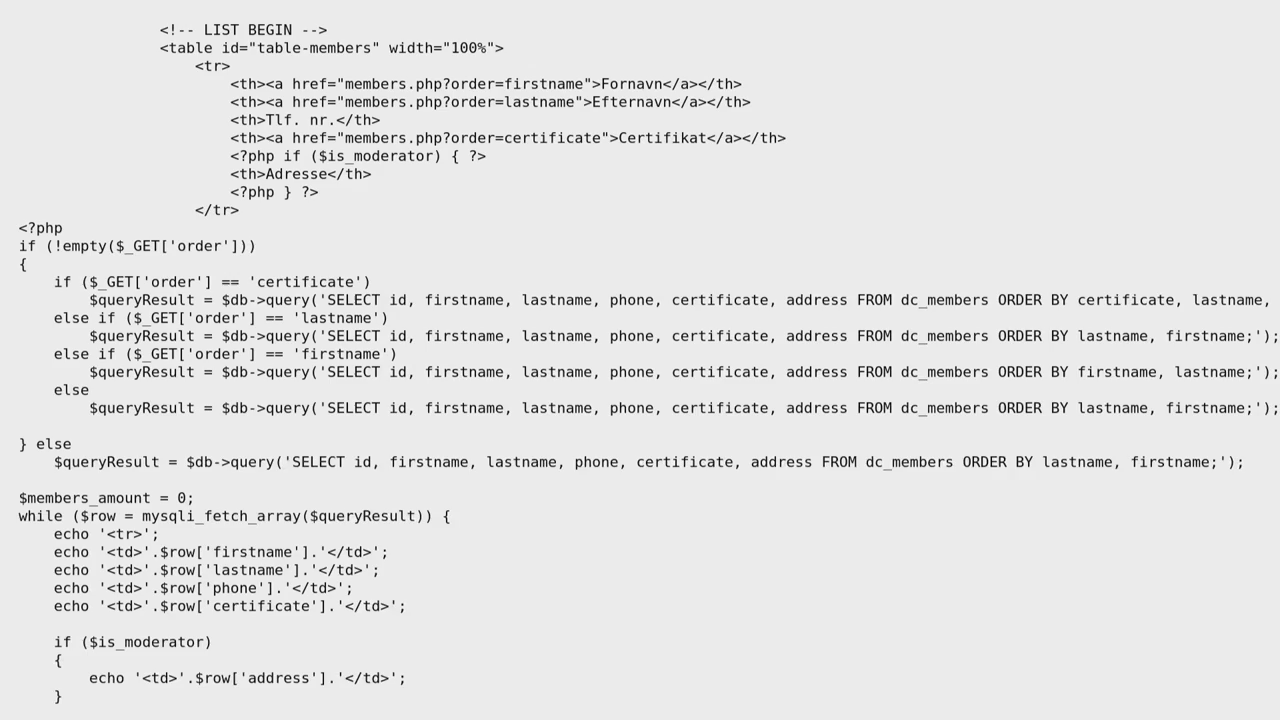 <!-- LIST BEGIN -->
<table id="table-members" width="100%">
<tr>
<th><a href="members.php?order=firstname">Fornavn</a></th>
<th><a href="members.php?order=lastname">Efternavn</a></th>
<th>Tlf. nr.</th>
<th><a href="members.php?order=certificate">Certifikat</a></th>
<?php if ($is_moderator) { ?>
<th>Adresse</th>
<?php } ?>
</tr>
<?php
if (!empty($_GET['order']))
{
if ($_GET['order'] == 'certificate')
$queryResult = $db->query('SELECT id, firstname, lastname, phone, certificate, address FROM dc_members ORDER BY certificate, lastname,
else if ($_GET['order'] == 'lastname')
$queryResult = $db->query('SELECT id, firstname, lastname, phone, certificate, address FROM dc_members ORDER BY lastname, firstname;');
else if ($_GET['order'] == 'firstname')
$queryResult = $db->query('SELECT id, firstname, lastname, phone, certificate, address FROM dc_members ORDER BY firstname, lastname;');
else
$queryResult = $db->query('SELECT id, firstname, lastname, phone, certificate, address FROM dc_members ORDER BY lastname, firstname;');
} else
$queryResult = $db->query('SELECT id, firstname, lastname, phone, certificate, address FROM dc_members ORDER BY lastname, firstname;');
$members_amount = 0;
while ($row = mysqli_fetch_array($queryResult)) {
echo '<tr>';
echo '<td>'.$row['firstname'].'</td>';
echo '<td>'.$row['lastname'].'</td>';
echo '<td>'.$row['phone'].'</td>';
echo '<td>'.$row['certificate'].'</td>';
if ($is_moderator)
{
echo '<td>'.$row['address'].'</td>';
}